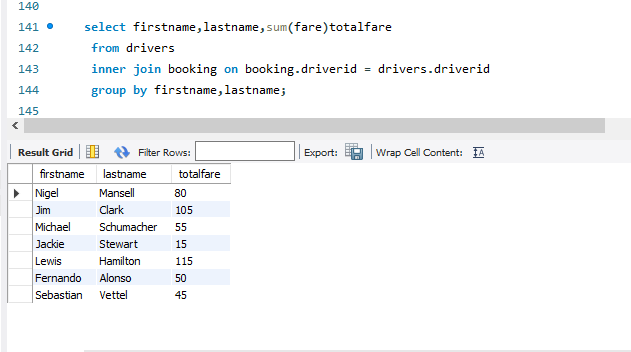 140
141 select firstname,lastname,sum(fare)totalfare
142 from drivers
143 inner join booking on booking.driverid = drivers.driverid
144 group by firstname,lastname;
145
Result Grid Filter Rows: Export: Wrap Cell Content: IA
firstname lastname totalfare
Nigel Mansell 80
Jim Clark 105
Michael Schumacher 55
Jackie Stewart 15
Lewis Hamilton 115
Fernando Alonso 50
Sebastian Vettel 45